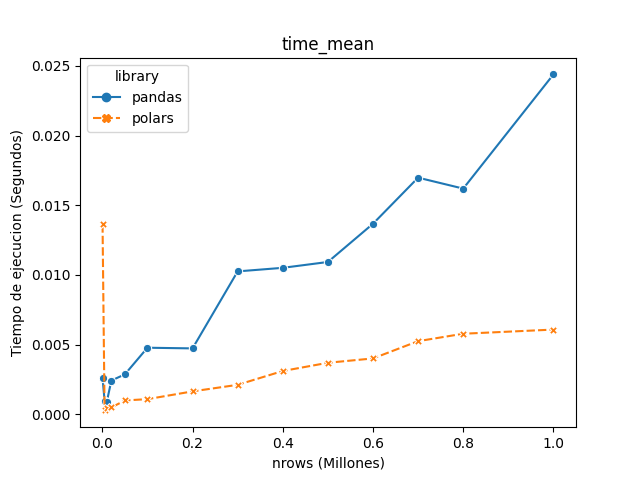 time_mean
library
pandas
polars
Tiempo de ejecucion (Segundos)
0.025
0.020
0.015
0.010
0.005
0.000
0.0 0.2 0.4 0.6 0.8 1.0
nrows (Millones)